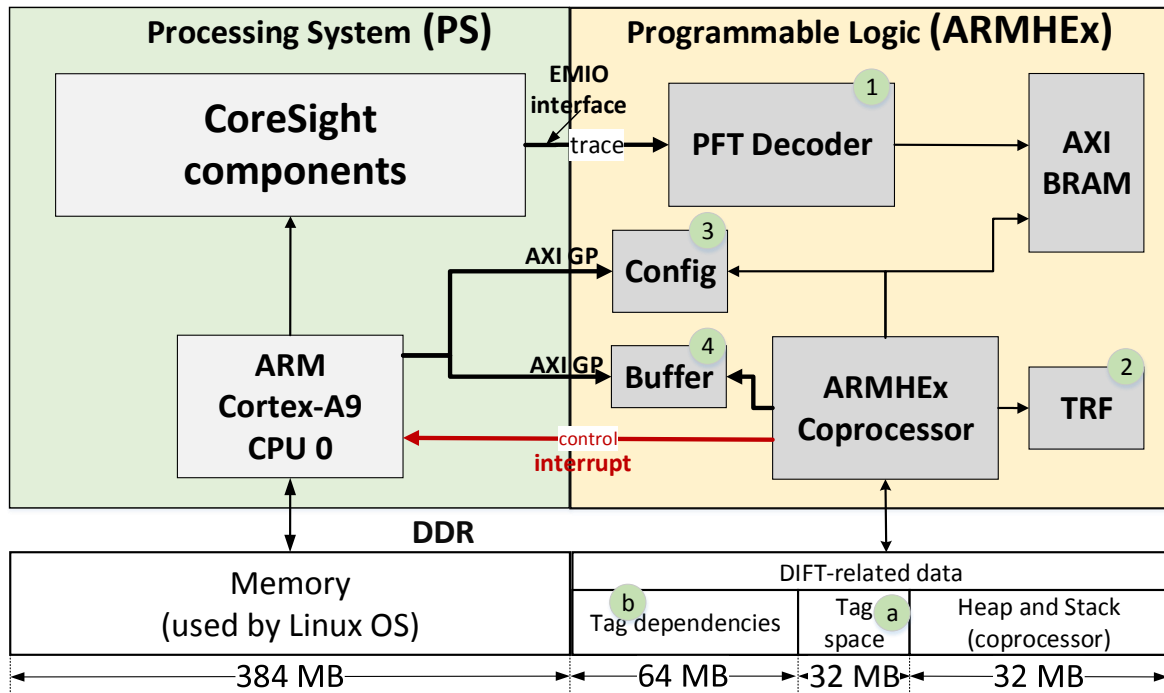 Processing System (PS)
Programmable Logic (ARMHEx)
EMIO
interface
CoreSight
components
trace
1
PFT Decoder
AXI
BRAM
AXI GP
3
Config
ARM
Cortex-A9
CPU 0
AXI GP
4
Buffer
ARMHEx
Coprocessor
2
TRF
control
interrupt
DDR
Memory
(used by Linux OS)
DIFT-related data
b
Tag dependencies
Tag
space
a
Heap and Stack
(coprocessor)
384 MB
64 MB
32 MB
32 MB